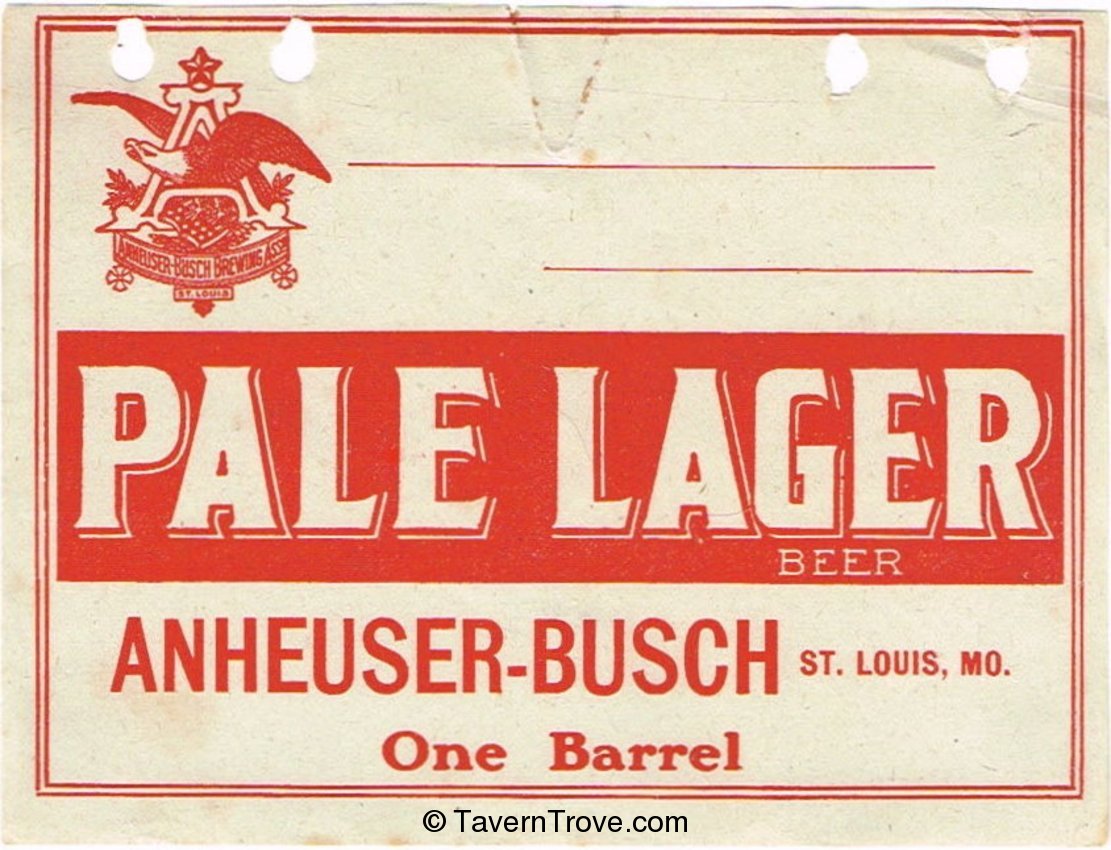 A
ANHEUSER-BUSCH BREWING ASS'N
ST. LOUIS
PALE LAGER
BEER
ANHEUSER-BUSCH ST. LOUIS, MO.
One Barrel
© TavernTrove.com